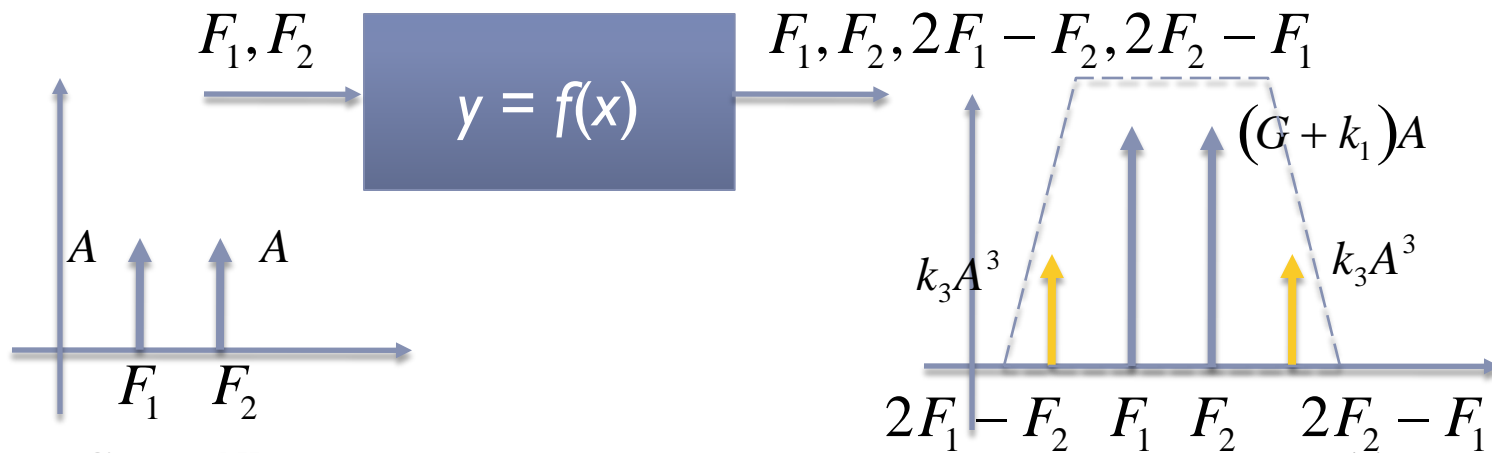 F₁, F₂
y = f(x)
F₁, F₂, 2F₁ − F₂, 2F₂ − F₁
(G + k₁)A
A
A
k₃A³
k₃A³
F₁
F₂
2F₁ − F₂
F₁
F₂
2F₂ − F₁